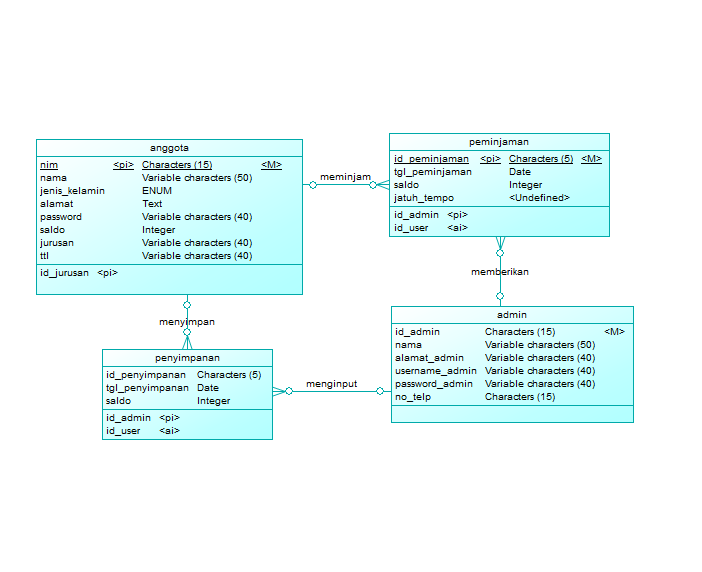 anggota
nim <pi> Characters (15) <M>
nama Variable characters (50)
jenis_kelamin ENUM
alamat Text
password Variable characters (40)
saldo Integer
jurusan Variable characters (40)
ttl Variable characters (40)
id_jurusan <pi>
meminjam
peminjaman
id_peminjaman <pi> Characters (5) <M>
tgl_peminjaman Date
saldo Integer
jatuh_tempo <Undefined>
id_admin <pi>
id_user <ai>
memberikan
menyimpan
admin
id_admin Characters (15) <M>
nama Variable characters (50)
alamat_admin Variable characters (40)
username_admin Variable characters (40)
password_admin Variable characters (40)
no_telp Characters (15)
penyimpanan
id_penyimpanan Characters (5)
tgl_penyimpanan Date
saldo Integer
id_admin <pi>
id_user <ai>
menginput